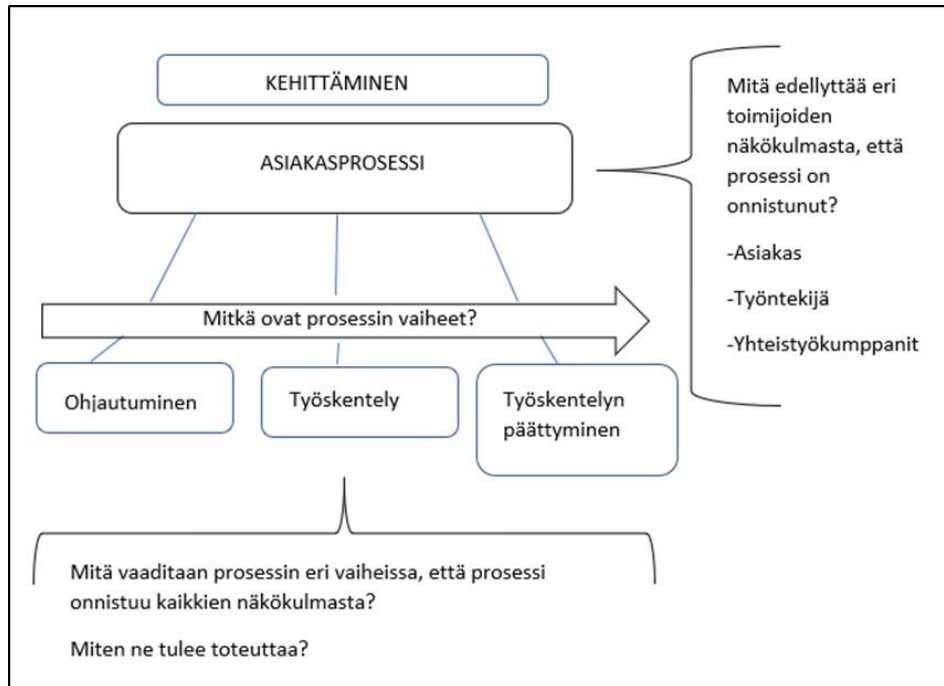 KEHITTÄMINEN
ASIAKASPROSESSI
Mitkä ovat prosessin vaiheet?
Ohjautuminen
Työskentely
Työskentelyn
päättyminen
Mitä edellyttää eri
toimijoiden
näkökulmasta, että
prosessi on
onnistunut?
-Asiakas
-Työntekijä
-Yhteistyökumppanit
Mitä vaaditaan prosessin eri vaiheissa, että prosessi
onnistuu kaikkien näkökulmasta?
Miten ne tulee toteuttaa?